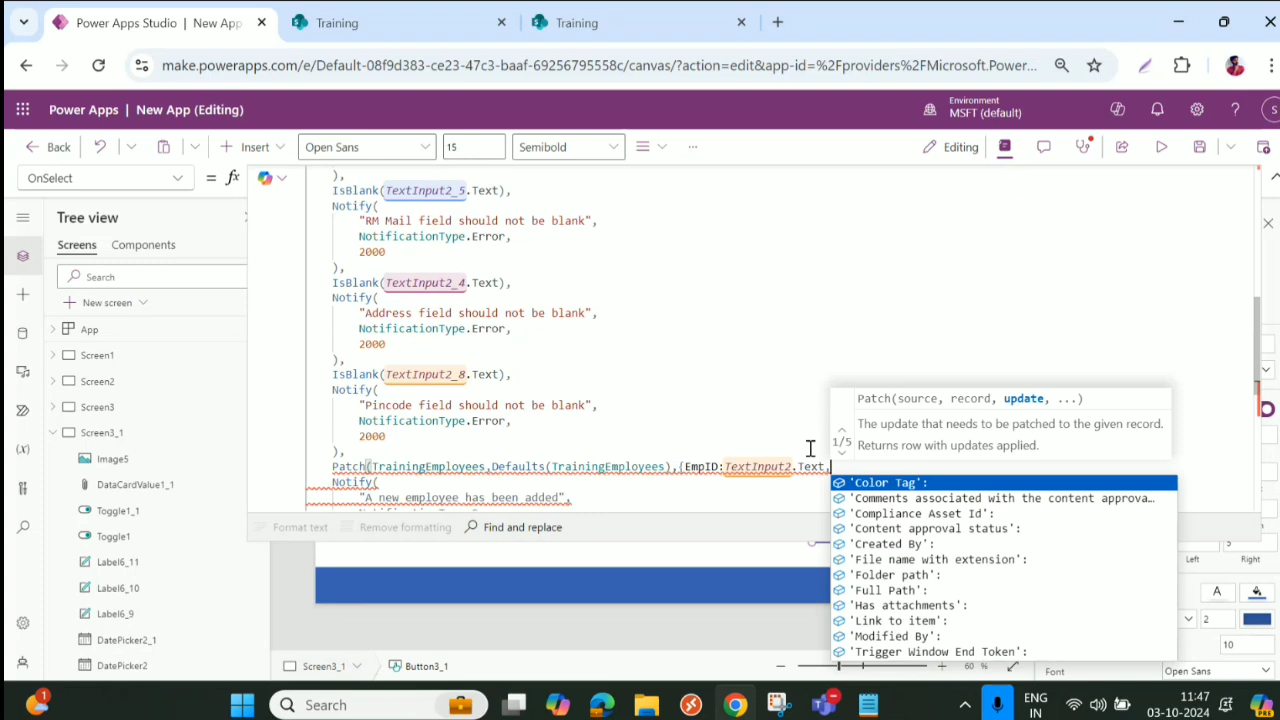 Power Apps Studio | New App
Training
Training
make.powerapps.com/e/Default-08f9d383-ce23-47c3-baaf-69256795558c/canvas/?action=edit&app-id=%2Fproviders%2FMicrosoft.Power...
Power Apps | New App (Editing)
Environment
MSFT (default)
S
Back
Insert
Open Sans
15
Semibold
...
Editing
OnSelect
= fx
),
IsBlank(TextInput2_5.Text),
Notify(
"RM Mail field should not be blank",
NotificationType.Error,
2000
),
IsBlank(TextInput2_4.Text),
Notify(
"Address field should not be blank",
NotificationType.Error,
2000
),
IsBlank(TextInput2_8.Text),
Notify(
"Pincode field should not be blank",
NotificationType.Error,
2000
),
Patch(TrainingEmployees,Defaults(TrainingEmployees),{EmpID:TextInput2.Text,
Notify(
"A new employee has been added",
Tree view
Screens
Components
Search
New screen
App
Screen1
Screen2
Screen3
Screen3_1
Image5
DataCardValue1_1
Toggle1_1
Toggle1
Label6_11
Label6_10
Label6_9
DatePicker2_1
DatePicker2
Patch(source, record, update, ...)
1/5
The update that needs to be patched to the given record.
Returns row with updates applied.
'Color Tag':
'Comments associated with the content approva…
'Compliance Asset Id':
'Content approval status':
'Created By':
'File name with extension':
'Folder path':
'Full Path':
'Has attachments':
'Link to item':
'Modified By':
'Trigger Window End Token':
Format text
Remove formatting
Find and replace
5
Left
Right
A
2
10
Font
Open Sans
Screen3_1
Button3_1
60 %
1
Search
ENG
IN
11:47
03-10-2024
PRE